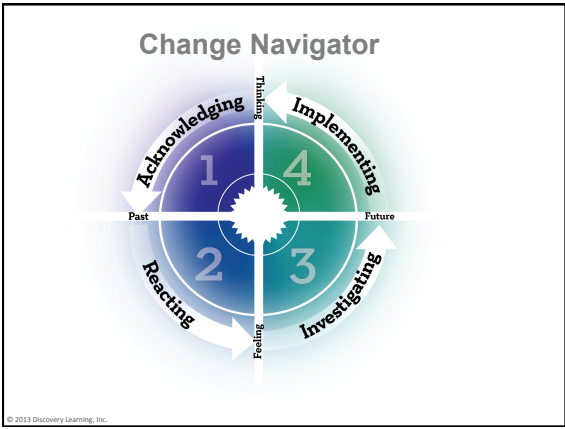 Change Navigator
Thinking
Acknowledging
Implementing
1
4
Past
Future
2
3
Reacting
Investigating
Feeling
© 2013 Discovery Learning, Inc.